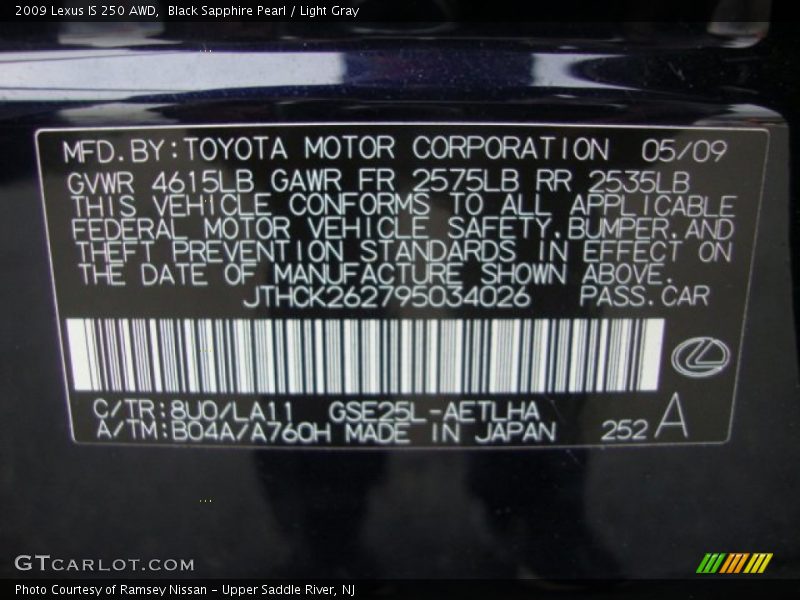 2009 Lexus IS 250 AWD, Black Sapphire Pearl / Light Gray
MFD.BY:TOYOTA MOTOR CORPORATION 05/09
GVWR 4615LB GAWR FR 2575LB RR 2535LB
THIS VEHICLE CONFORMS TO ALL APPLICABLE
FEDERAL MOTOR VEHICLE SAFETY,BUMPER,AND
THEFT PREVENTION STANDARDS IN EFFECT ON
THE DATE OF MANUFACTURE SHOWN ABOVE.
JTHCK262795034026 PASS.CAR
C/TR:8U0/LA11 GSE25L-AETLHA
A/TM:B04A/A760H MADE IN JAPAN 252 A
GTCARLOT.COM
Photo Courtesy of Ramsey Nissan - Upper Saddle River, NJ